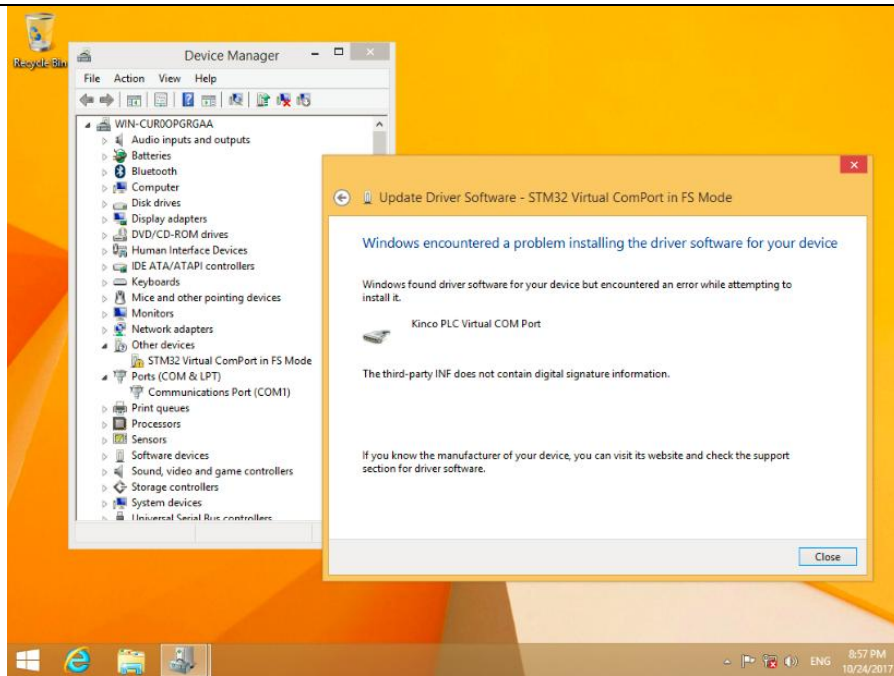 Recycle Bin
Device Manager
File Action View Help
WIN-CUR0OPGRGAA
Audio inputs and outputs
Batteries
Bluetooth
Computer
Disk drives
Display adapters
DVD/CD-ROM drives
Human Interface Devices
IDE ATA/ATAPI controllers
Keyboards
Mice and other pointing devices
Monitors
Network adapters
Other devices
STM32 Virtual ComPort in FS Mode
Ports (COM & LPT)
Communications Port (COM1)
Print queues
Processors
Sensors
Software devices
Sound, video and game controllers
Storage controllers
System devices
Universal Serial Bus controllers
Update Driver Software - STM32 Virtual ComPort in FS Mode
Windows encountered a problem installing the driver software for your device
Windows found driver software for your device but encountered an error while attempting to
install it.
Kinco PLC Virtual COM Port
The third-party INF does not contain digital signature information.
If you know the manufacturer of your device, you can visit its website and check the support
section for driver software.
Close
ENG
8:57 PM
10/24/2017